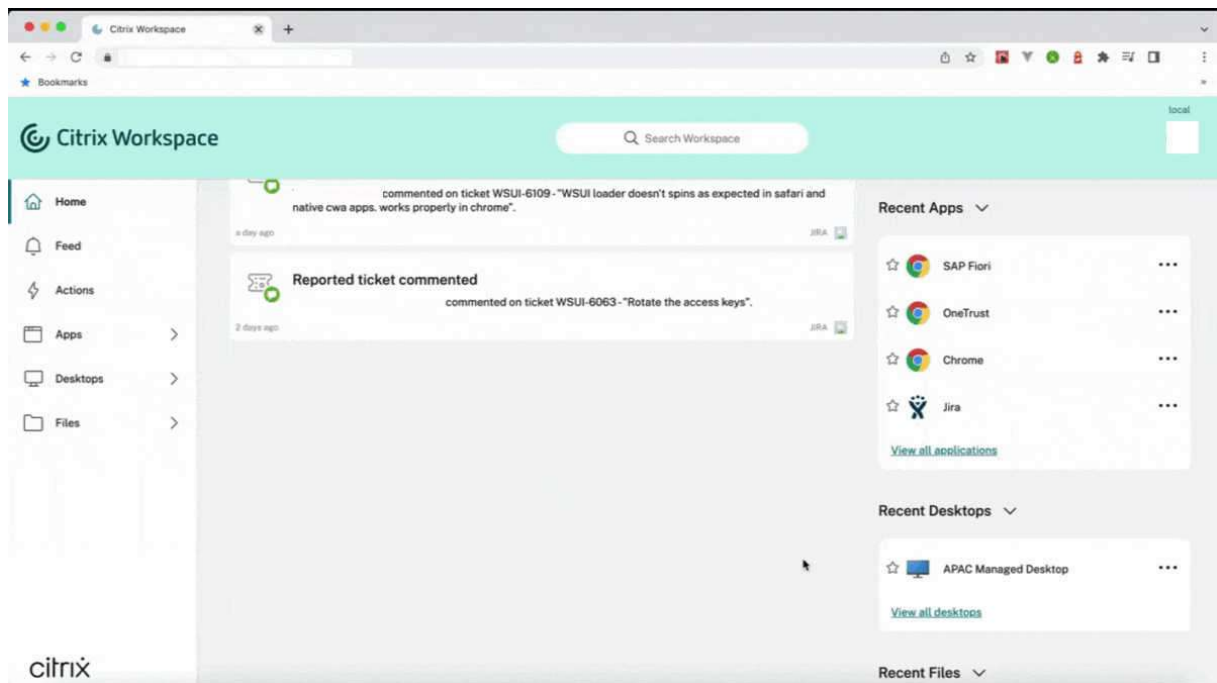 Citrix Workspace
Bookmarks
local
Citrix Workspace
Search Workspace
Home
Feed
Actions
Apps
Desktops
Files
citrix
commented on ticket WSUI-6109-"WSUI loader doesn't spins as expected in safari and
native cwa apps. works properly in chrome".
a day ago
JIRA
Reported ticket commented
commented on ticket WSUI-6063-"Rotate the access keys".
2 days ago
JIRA
Recent Apps
SAP Fiori
OneTrust
Chrome
Jira
View all applications
Recent Desktops
APAC Managed Desktop
View all desktops
Recent Files